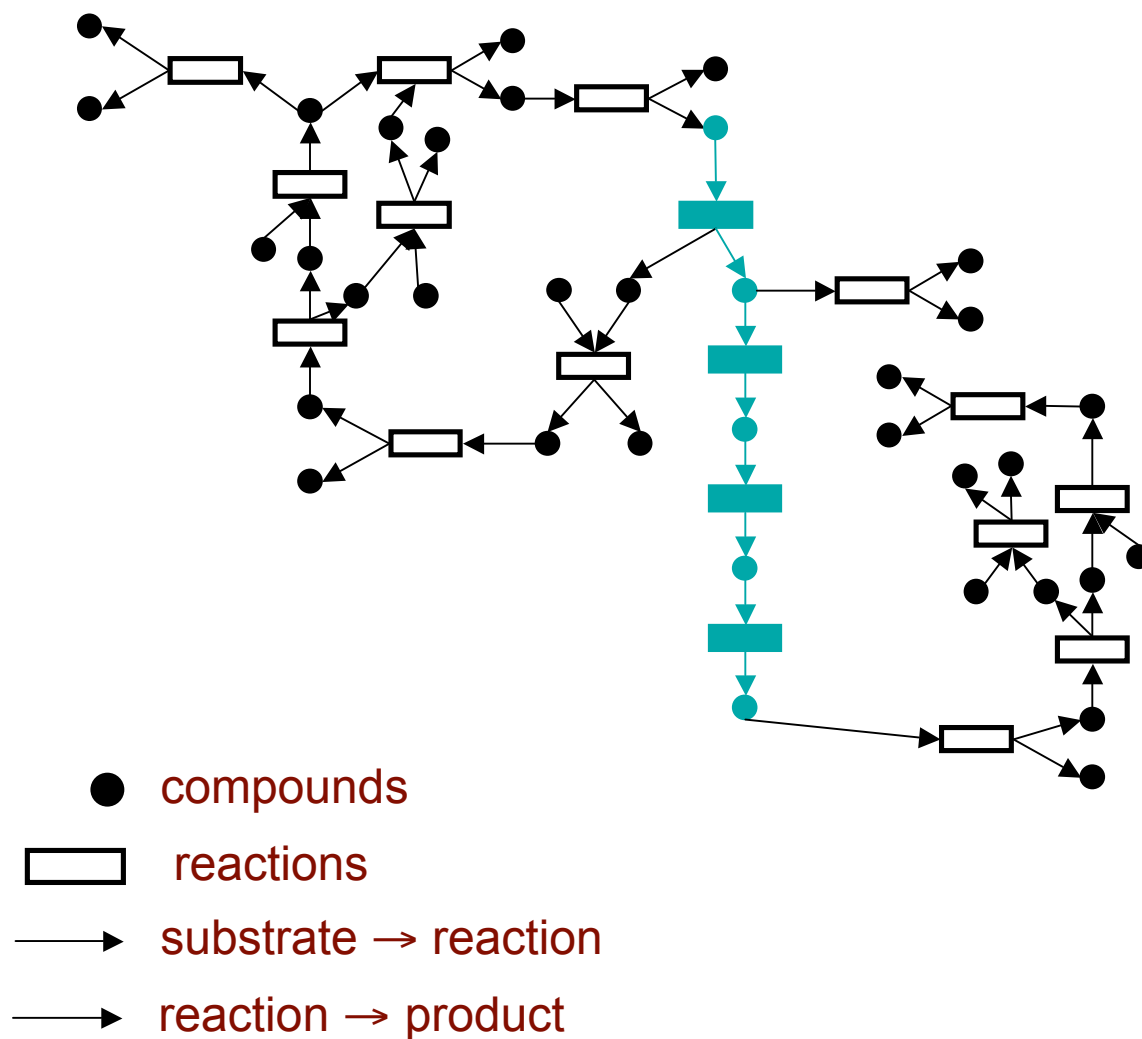 compounds
reactions
substrate → reaction
reaction → product